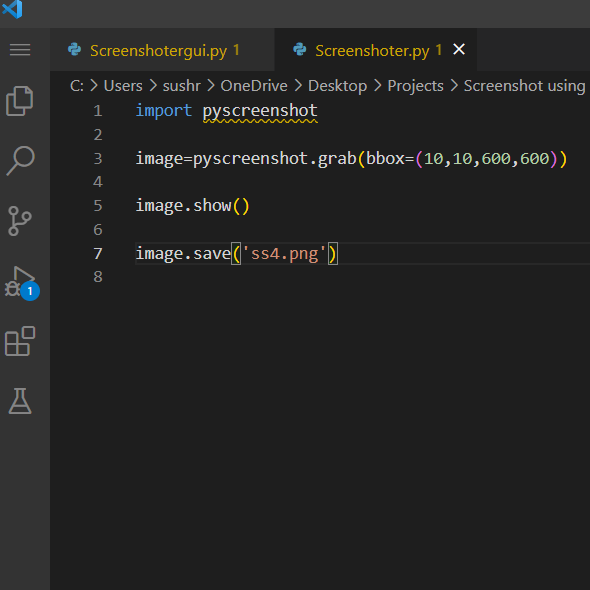 Screenshotergui.py 1 Screenshoter.py 1
C: > Users > sushr > OneDrive > Desktop > Projects > Screenshot using
1 import pyscreenshot
2
3 image=pyscreenshot.grab(bbox=(10,10,600,600))
4
5 image.show()
6
7 image.save('ss4.png')
8
1